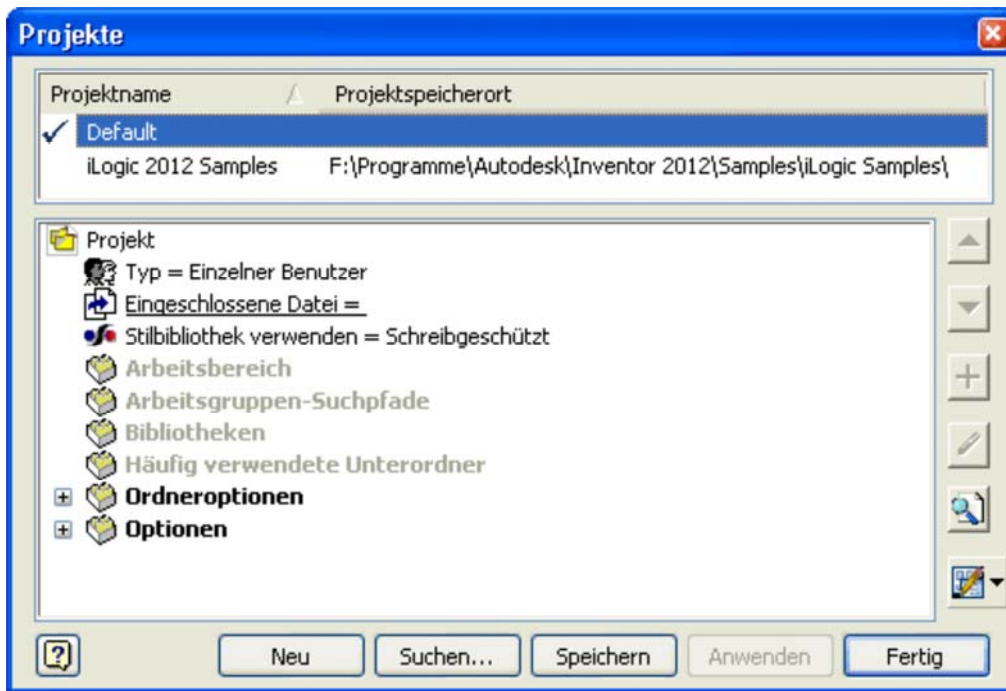 Projekte
Projektname Projektspeicherort
Default
iLogic 2012 Samples F:\Programme\Autodesk\Inventor 2012\Samples\iLogic Samples\
Projekt
Typ = Einzelner Benutzer
Eingeschlossene Datei =
Stilbibliothek verwenden = Schreibgeschützt
Arbeitsbereich
Arbeitsgruppen-Suchpfade
Bibliotheken
Häufig verwendete Unterordner
Ordneroptionen
Optionen
Neu Suchen... Speichern Anwenden Fertig